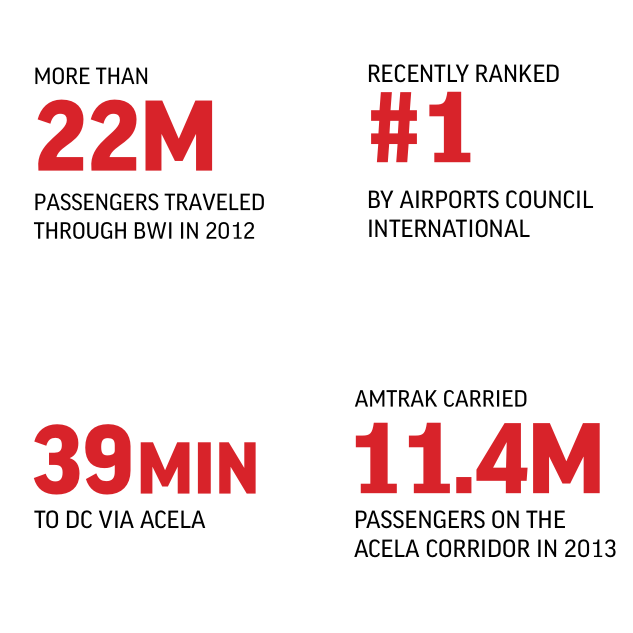 MORE THAN
22M
PASSENGERS TRAVELED
THROUGH BWI IN 2012
RECENTLY RANKED
#1
BY AIRPORTS COUNCIL
INTERNATIONAL
39MIN
TO DC VIA ACELA
AMTRAK CARRIED
11.4M
PASSENGERS ON THE
ACELA CORRIDOR IN 2013